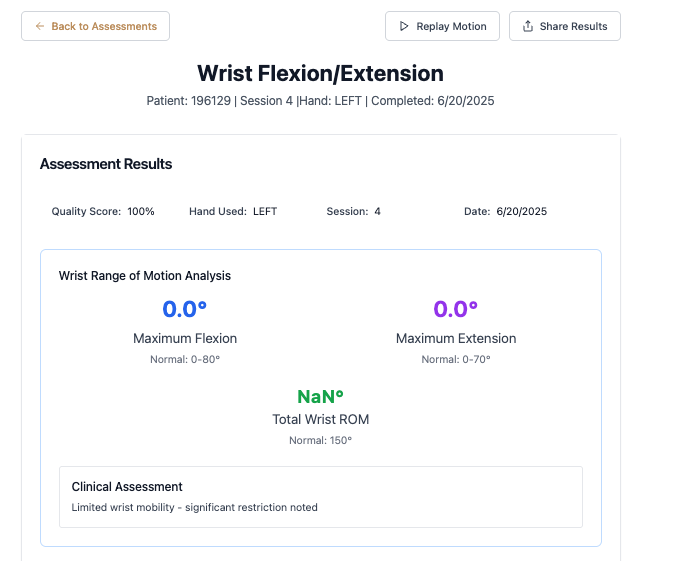 ← Back to Assessments
Replay Motion
Share Results
Wrist Flexion/Extension
Patient: 196129 | Session 4 |Hand: LEFT | Completed: 6/20/2025
Assessment Results
Quality Score: 100% Hand Used: LEFT Session: 4 Date: 6/20/2025
Wrist Range of Motion Analysis
0.0° 0.0°
Maximum Flexion Maximum Extension
Normal: 0-80° Normal: 0-70°
NaN°
Total Wrist ROM
Normal: 150°
Clinical Assessment
Limited wrist mobility - significant restriction noted